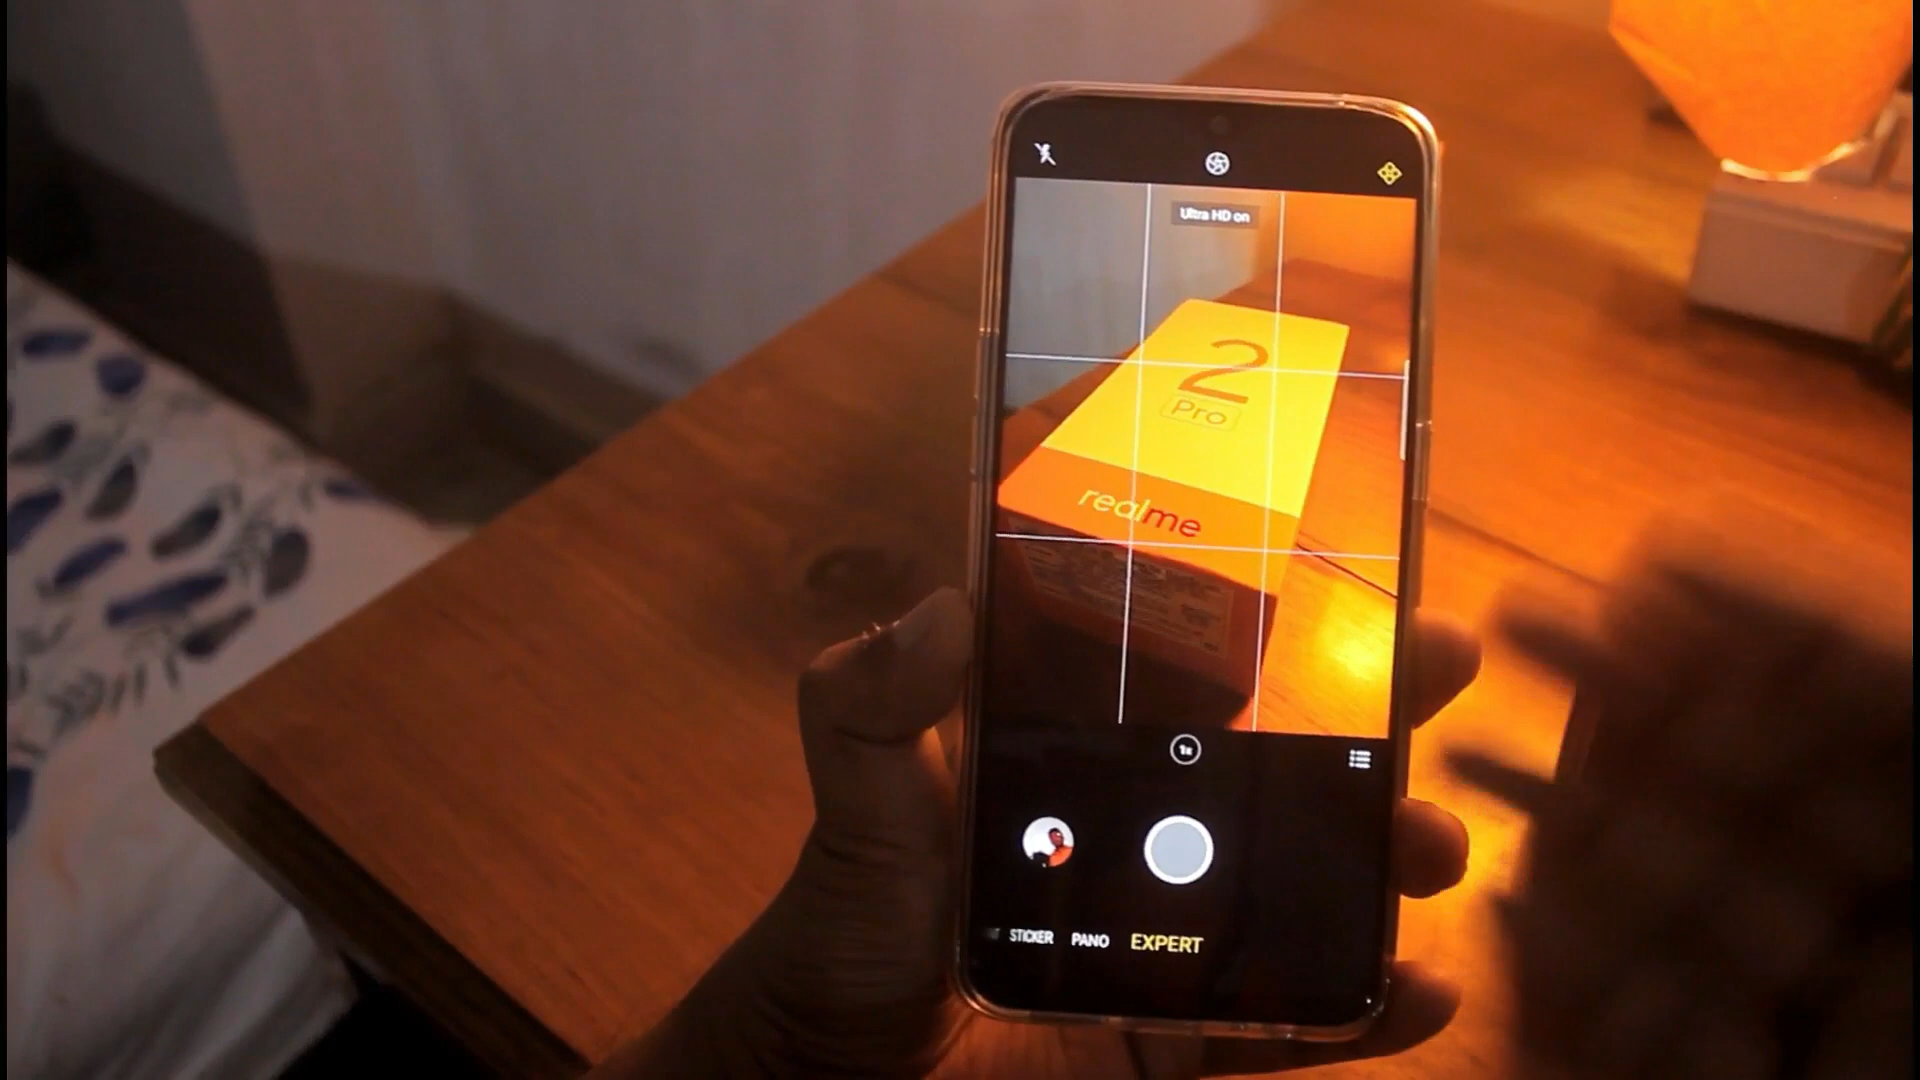 Ultra HD on
2
Pro
realme
1x
STICKER PANO EXPERT